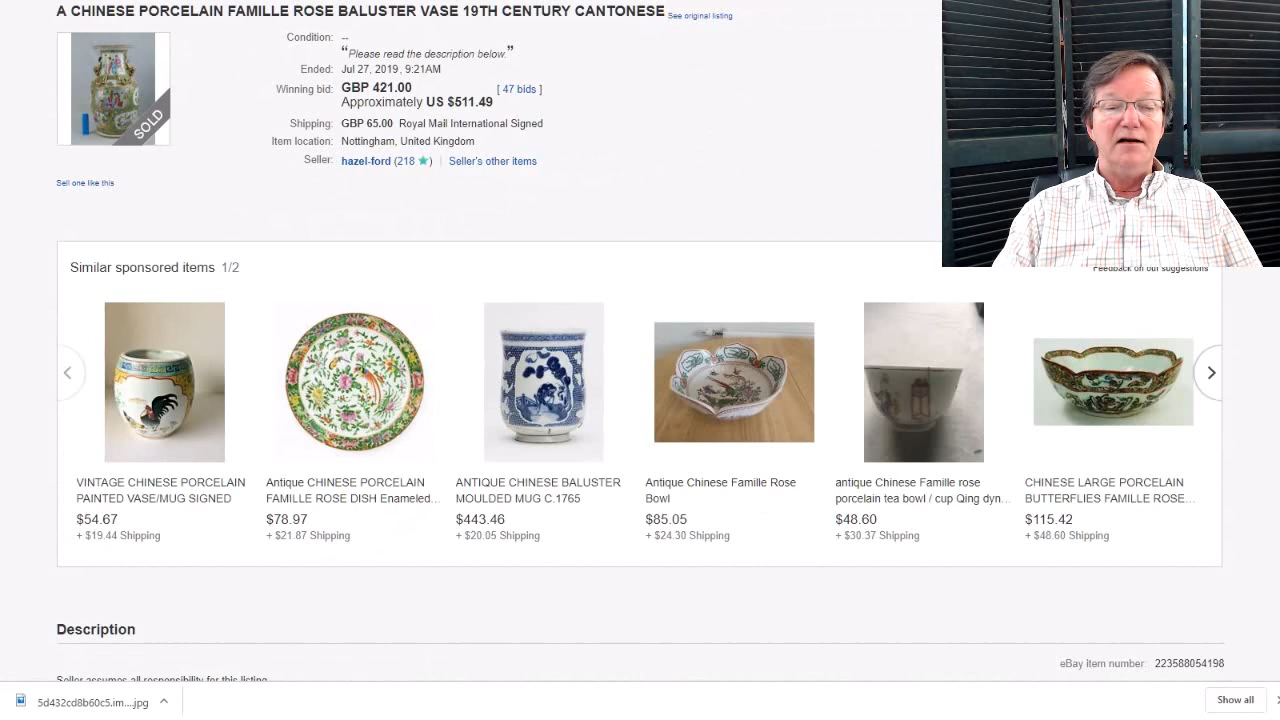 A CHINESE PORCELAIN FAMILLE ROSE BALUSTER VASE 19TH CENTURY CANTONESE See original listing
Condition: --
“Please read the description below.”
Ended: Jul 27, 2019, 9:21AM
Winning bid: GBP 421.00 [ 47 bids ]
Approximately US $511.49
Shipping: GBP 65.00 Royal Mail International Signed
Item location: Nottingham, United Kingdom
Seller: hazel-ford (218 ) | Seller's other items
SOLD
Sell one like this
Similar sponsored items 1/2
Feedback on our suggestions
VINTAGE CHINESE PORCELAIN
PAINTED VASE/MUG SIGNED
$54.67
+ $19.44 Shipping
Antique CHINESE PORCELAIN
FAMILLE ROSE DISH Enameled...
$78.97
+ $21.87 Shipping
ANTIQUE CHINESE BALUSTER
MOULDED MUG C.1765
$443.46
+ $20.05 Shipping
Antique Chinese Famille Rose
Bowl
$85.05
+ $24.30 Shipping
antique Chinese Famille rose
porcelain tea bowl / cup Qing dyn...
$48.60
+ $30.37 Shipping
CHINESE LARGE PORCELAIN
BUTTERFLIES FAMILLE ROSE...
$115.42
+ $48.60 Shipping
Description
eBay item number: 223588054198
Seller assumes all responsibility for this listing.
5d432cd8b60c5.im....jpg
Show all